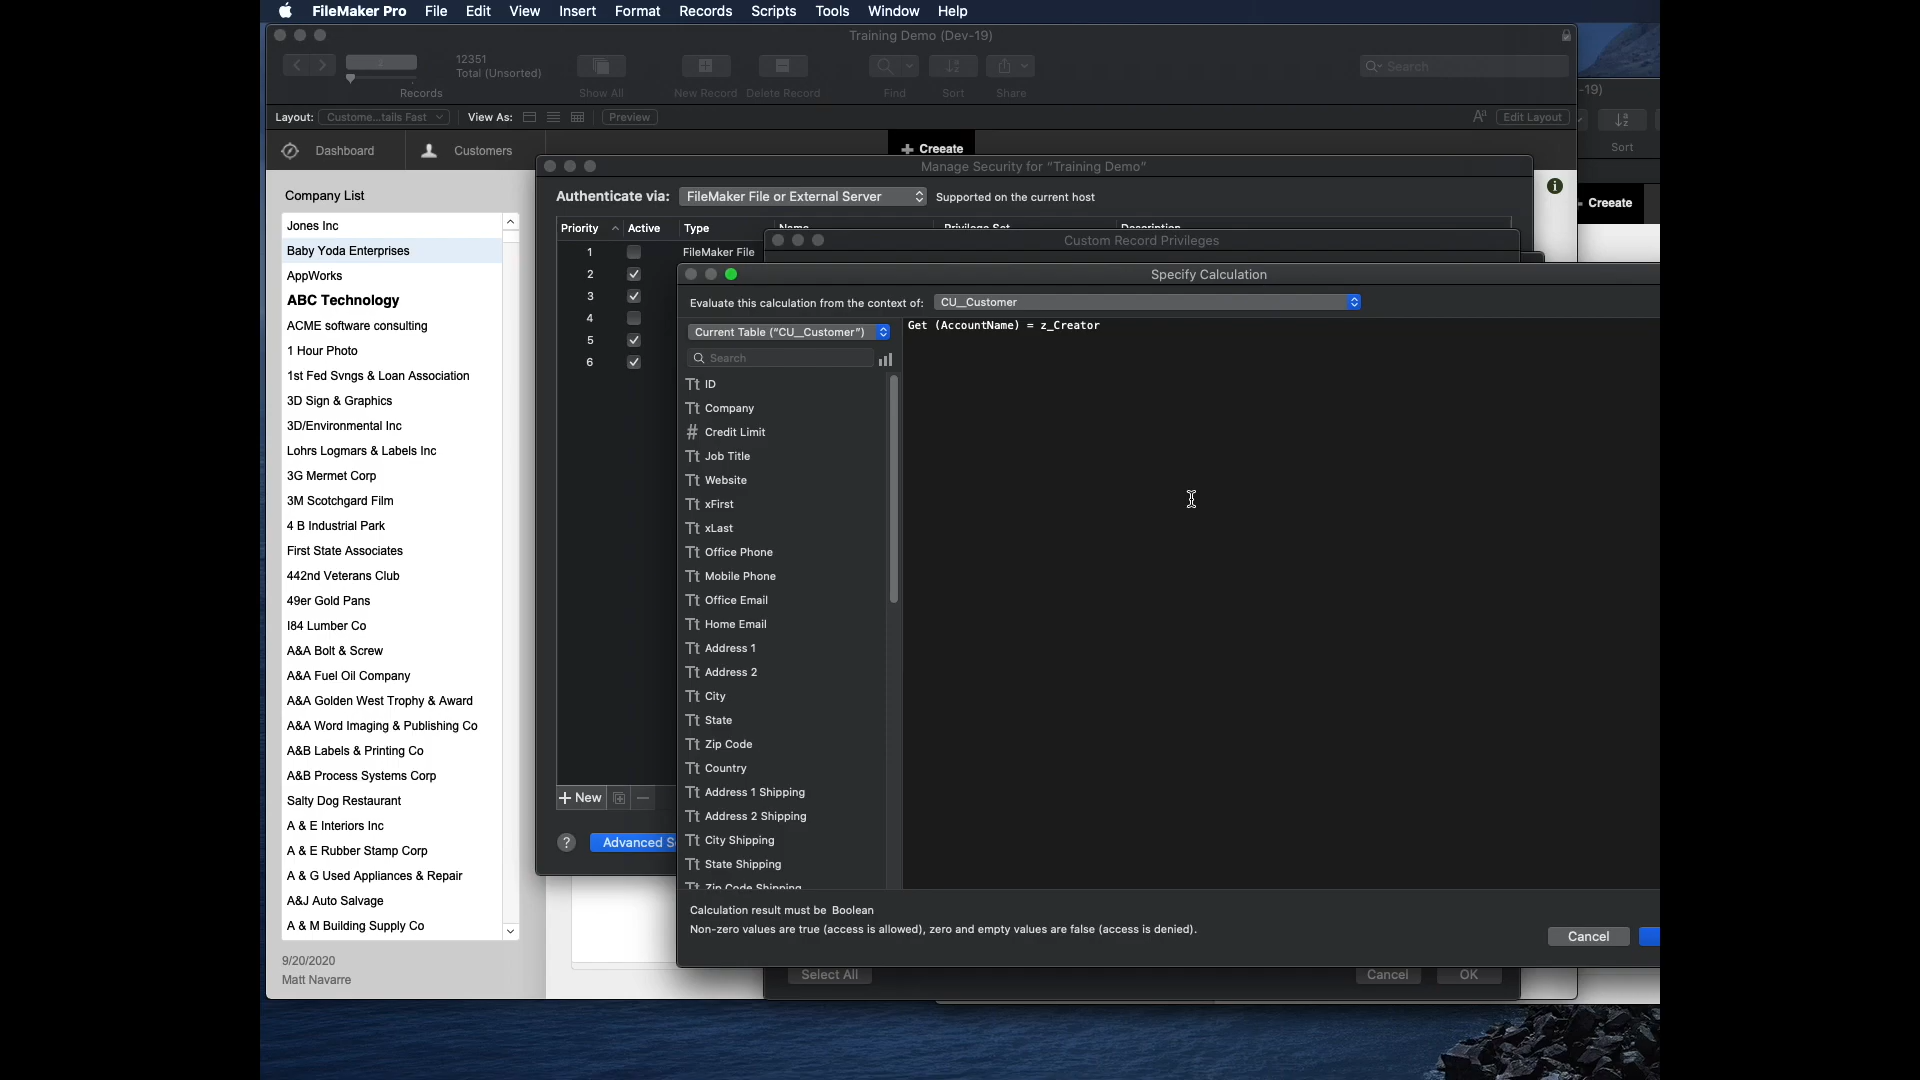 FileMaker Pro File Edit View Insert Format Records Scripts Tools Window Help
Training Demo (Dev-19)
12351
Total (Unsorted)
Search
Records Show All New Record Delete Record Find Sort Share
-19)
Layout: Custome...tails Fast View As: Preview Edit Layout
Sort
Dashboard Customers
Creete
Create
Manage Security for "Training Demo"
Authenticate via: FileMaker File or External Server Supported on the current host
Priority Active Type Name Privilege Set Description
1 FileMaker File
2
3
4
5
6
Custom Record Privileges
Specify Calculation
Evaluate this calculation from the context of: CU__Customer
Current Table ("CU__Customer")
Get (AccountName) = z_Creator
Search
ID
Company
Credit Limit
Job Title
Website
xFirst
xLast
Office Phone
Mobile Phone
Office Email
Home Email
Address 1
Address 2
City
State
Zip Code
Country
Address 1 Shipping
Address 2 Shipping
City Shipping
State Shipping
Zip Code Shipping
Calculation result must be Boolean
Non-zero values are true (access is allowed), zero and empty values are false (access is denied).
Cancel
Select All Cancel OK
New
? Advanced S
Company List
Jones Inc
Baby Yoda Enterprises
AppWorks
ABC Technology
ACME software consulting
1 Hour Photo
1st Fed Svngs & Loan Association
3D Sign & Graphics
3D/Environmental Inc
Lohrs Logmars & Labels Inc
3G Mermet Corp
3M Scotchgard Film
4 B Industrial Park
First State Associates
442nd Veterans Club
49er Gold Pans
I84 Lumber Co
A&A Bolt & Screw
A&A Fuel Oil Company
A&A Golden West Trophy & Award
A&A Word Imaging & Publishing Co
A&B Labels & Printing Co
A&B Process Systems Corp
Salty Dog Restaurant
A & E Interiors Inc
A & E Rubber Stamp Corp
A & G Used Appliances & Repair
A&J Auto Salvage
A & M Building Supply Co
9/20/2020
Matt Navarre